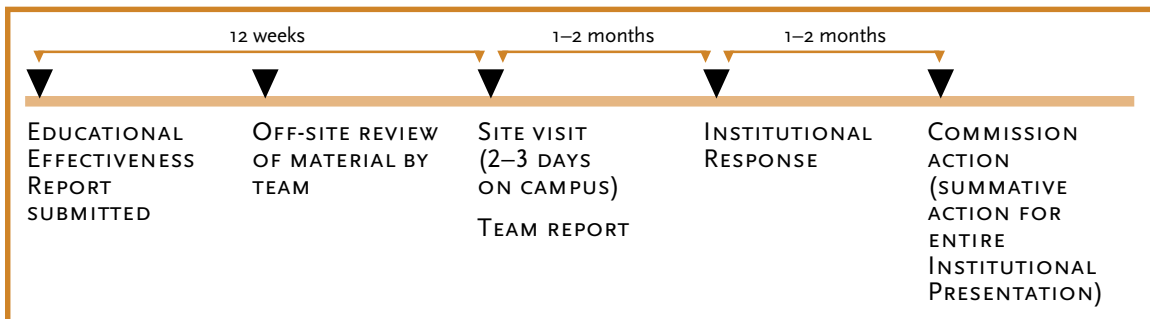 12 weeks
1–2 months
1–2 months
Educational
Effectiveness
Report
submitted
Off-site review
of material by
team
Site visit
(2–3 days
on campus)
Team report
Institutional
Response
Commission
action
(summative
action for
entire
Institutional
Presentation)